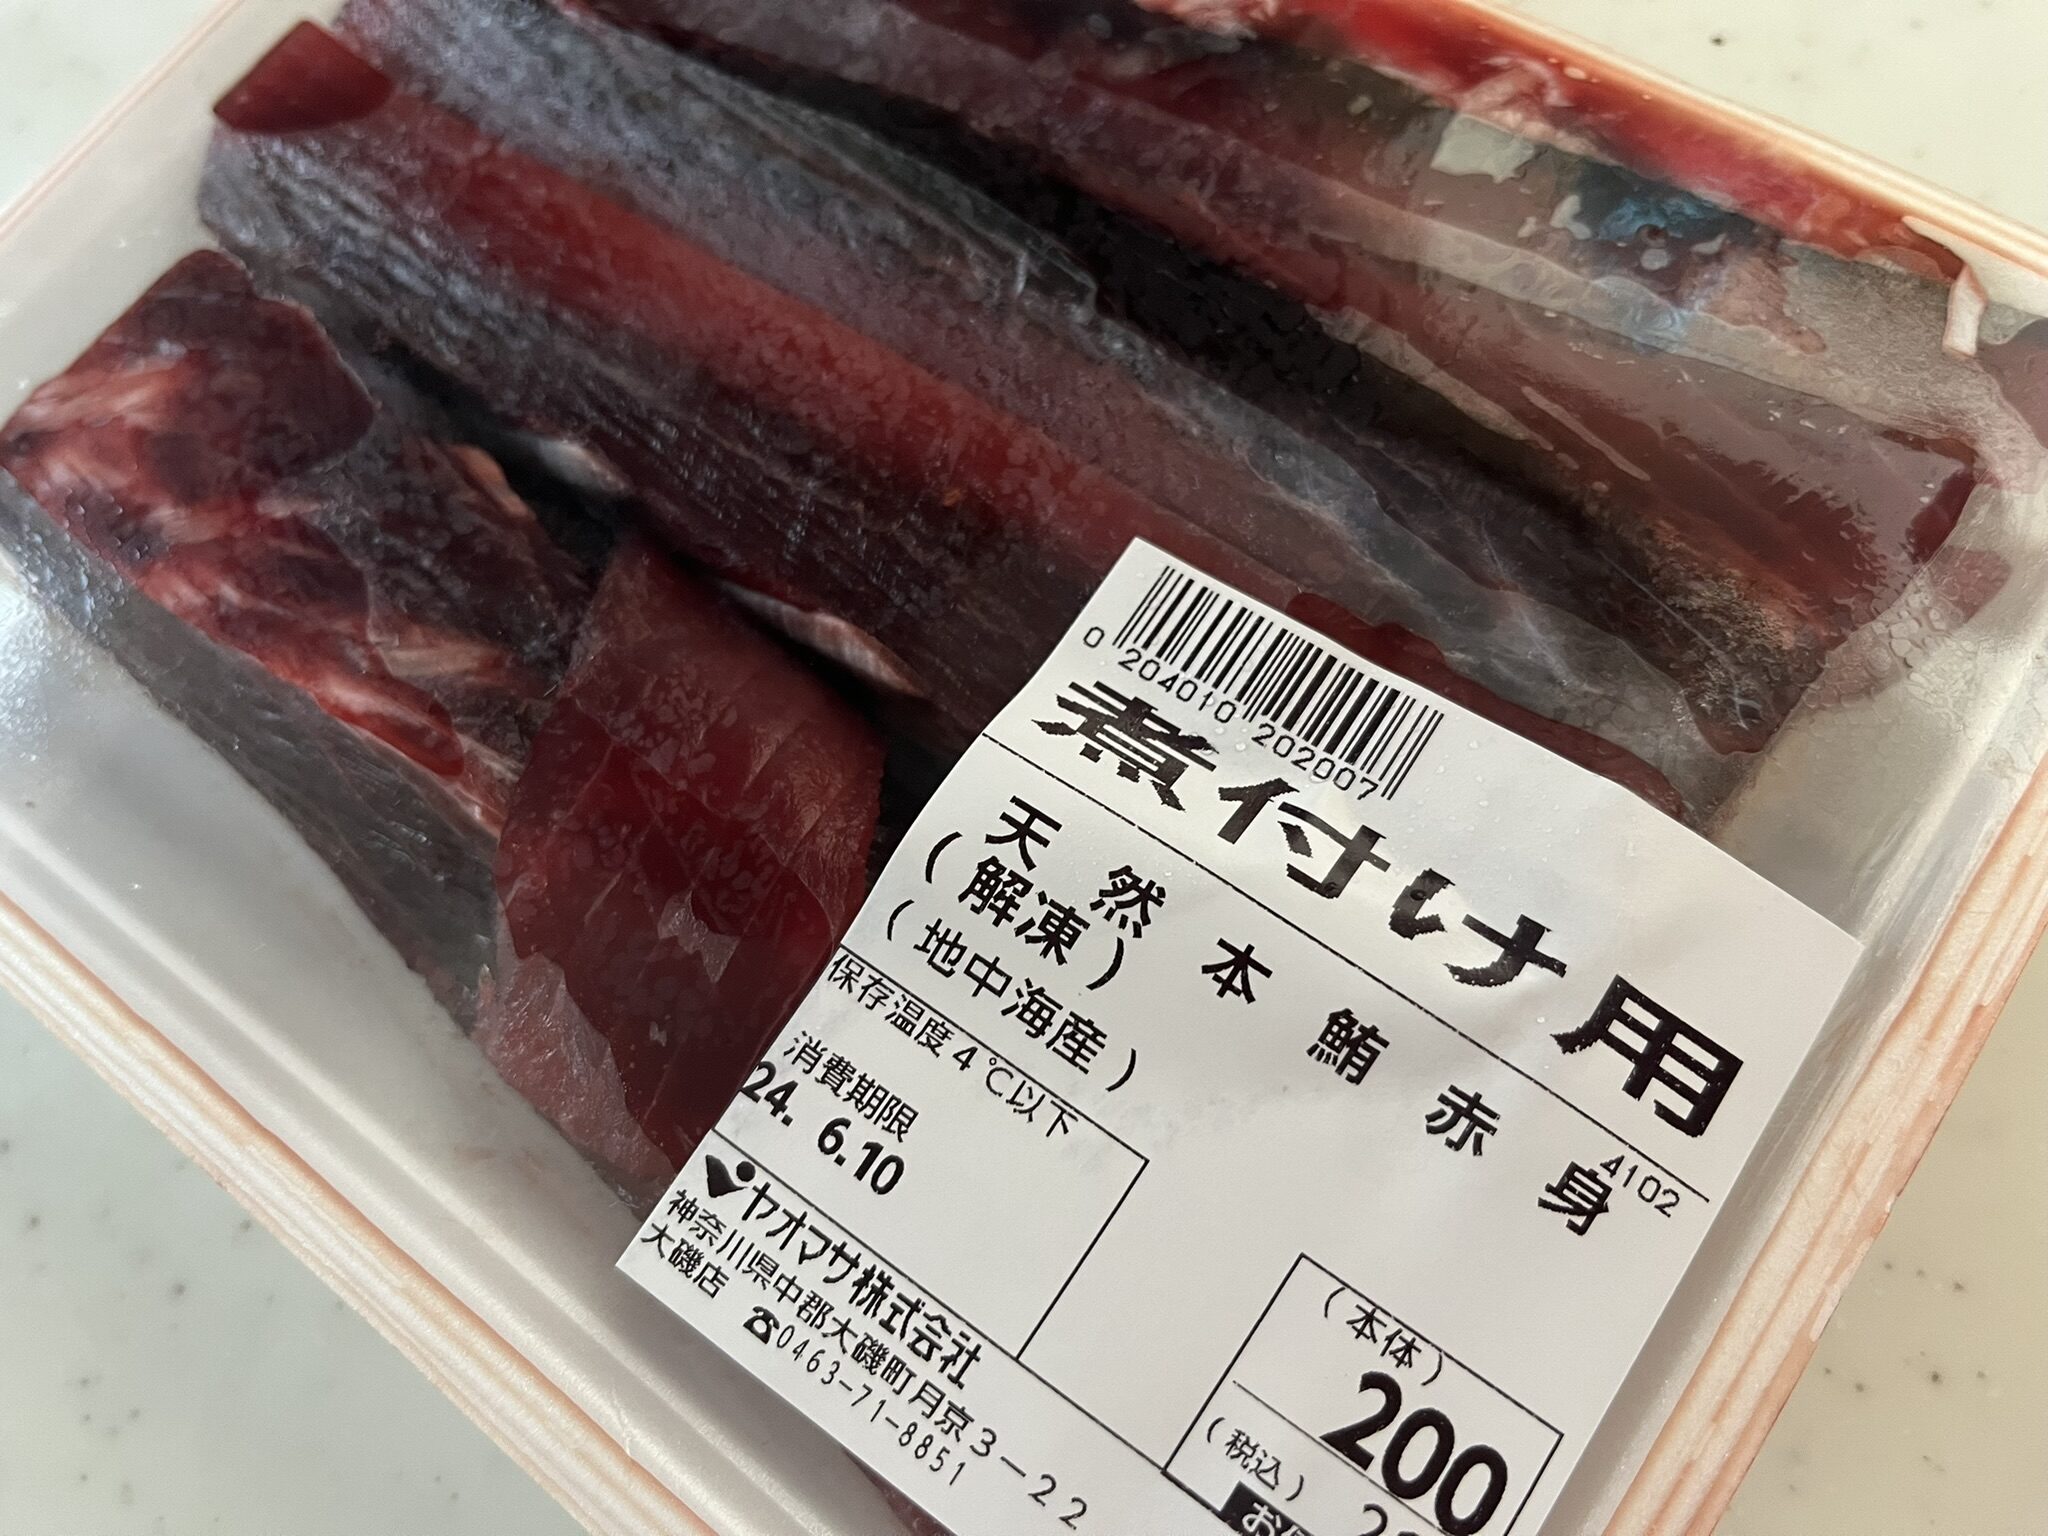 0 204010 202007
煮付け用
4102
天然本鮪赤身
(解凍)
(地中海産)
保存温度4℃以下
消費期限
24. 6.10
(本体)
200
(税込)
ヤオマサ株式会社
神奈川県中郡大磯町月京3-22
大磯店 ☎0463-71-8851